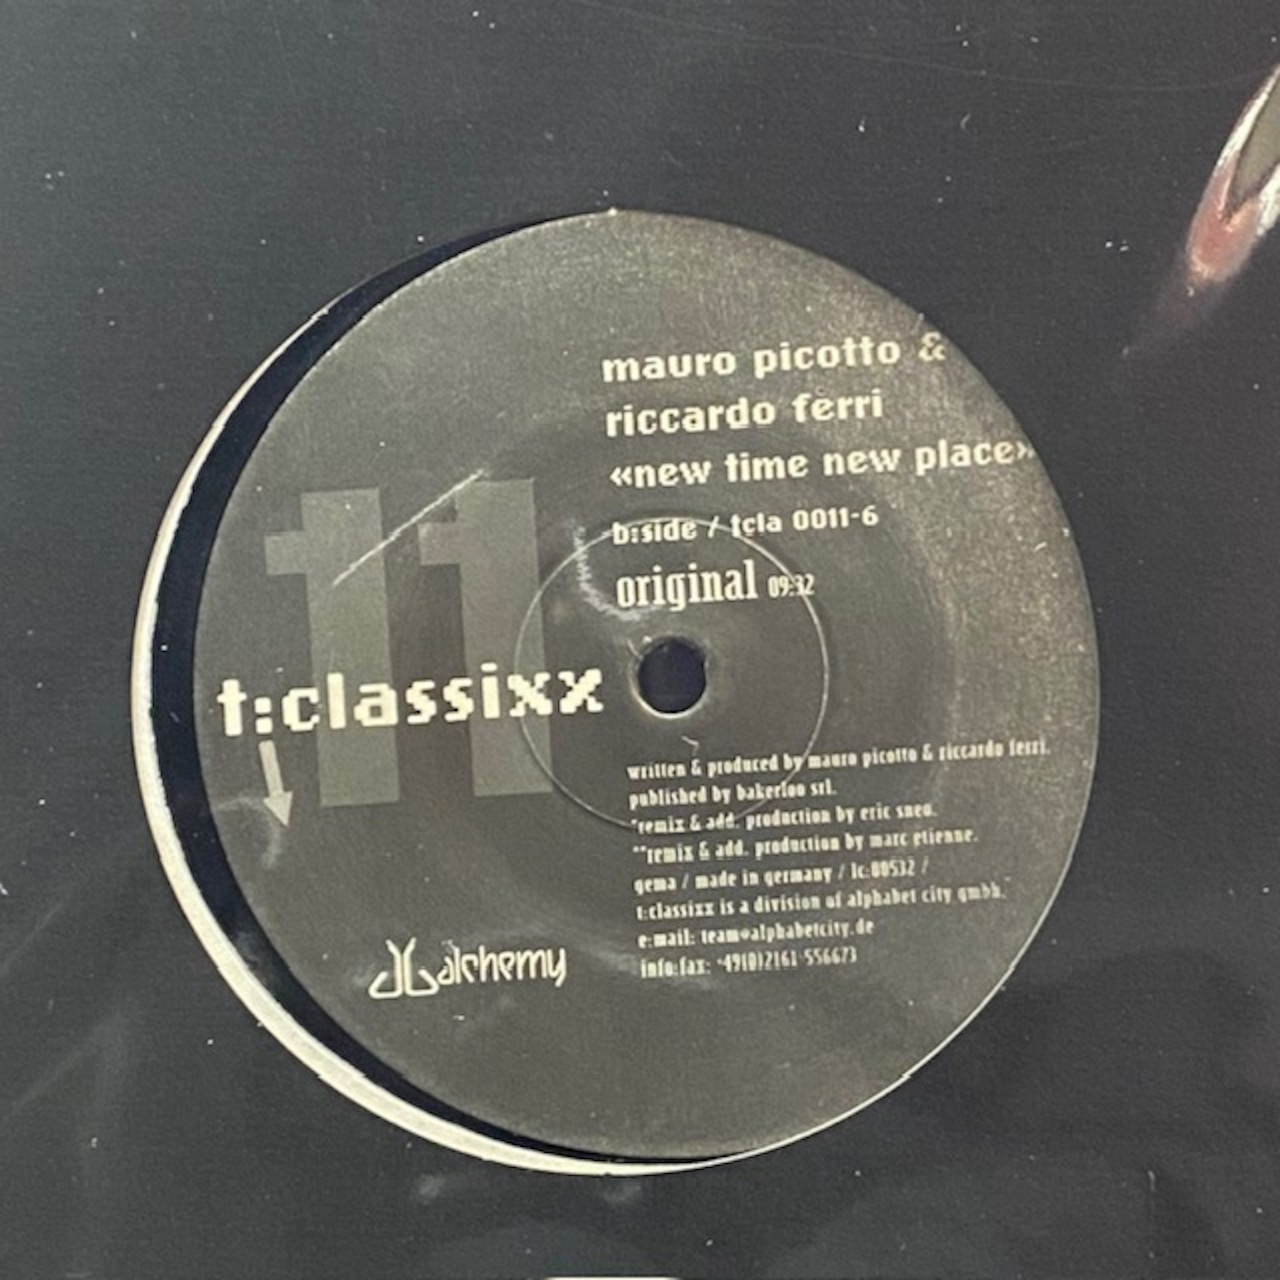 mauro picotto &
riccardo ferri
«new time new place»
b:side / tcla 0011-6
original 09:32
11
t:classixx
written & produced by mauro picotto & riccardo ferri.
published by bakerloo srl.
*remix & add. production by eric sneo.
**remix & add. production by marc etienne.
gema / made in germany / lc:00532 /
t:classixx is a division of alphabet city gmbh.
e:mail: team@alphabetcity.de
info:fax: +49(0)2161-556673
alchemy